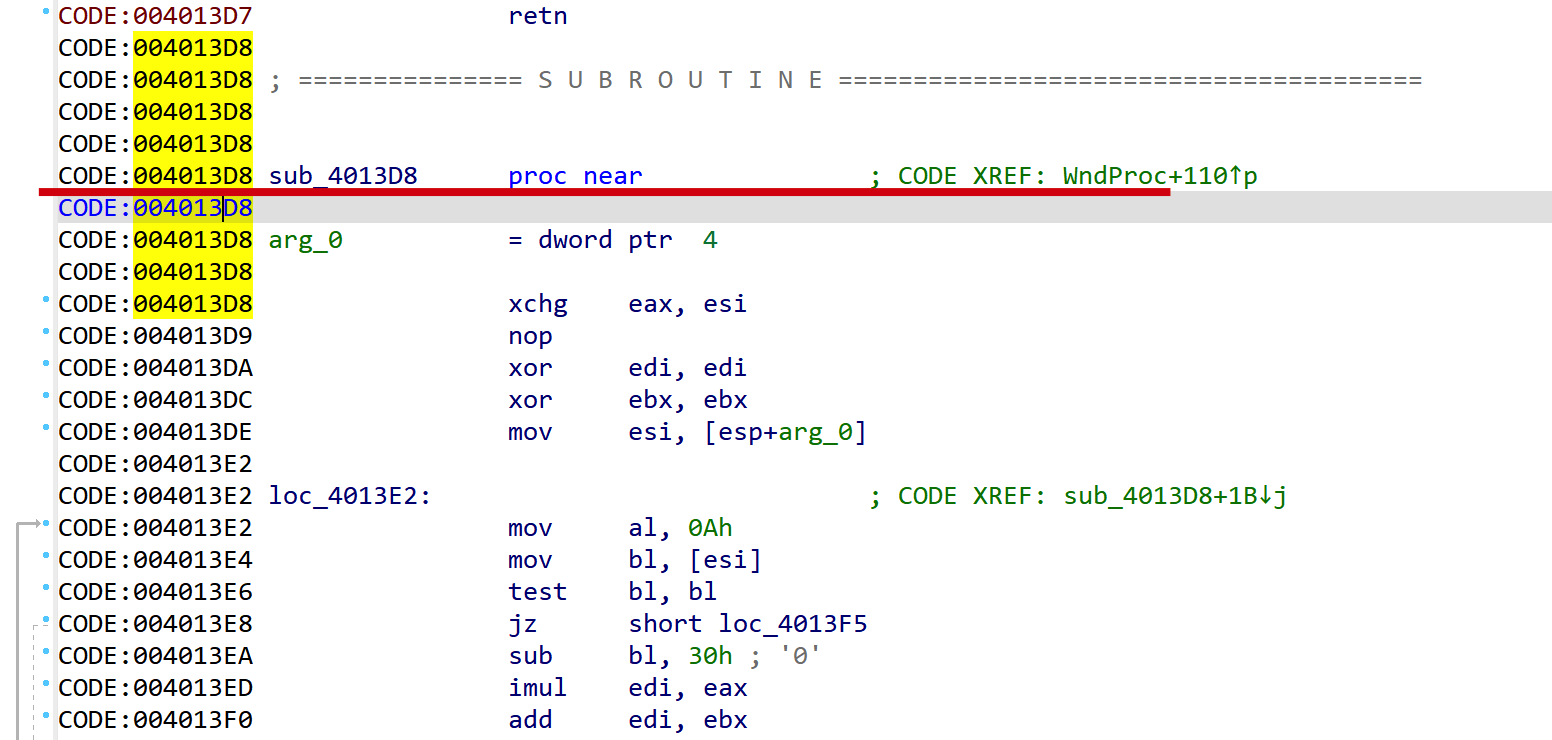 CODE:004013D7 retn
CODE:004013D8
CODE:004013D8 ; =============== S U B R O U T I N E =======================================
CODE:004013D8
CODE:004013D8
CODE:004013D8 sub_4013D8 proc near ; CODE XREF: WndProc+110↑p
CODE:004013D8
CODE:004013D8 arg_0 = dword ptr 4
CODE:004013D8
CODE:004013D8 xchg eax, esi
CODE:004013D9 nop
CODE:004013DA xor edi, edi
CODE:004013DC xor ebx, ebx
CODE:004013DE mov esi, [esp+arg_0]
CODE:004013E2
CODE:004013E2 loc_4013E2: ; CODE XREF: sub_4013D8+1B↓j
CODE:004013E2 mov al, 0Ah
CODE:004013E4 mov bl, [esi]
CODE:004013E6 test bl, bl
CODE:004013E8 jz short loc_4013F5
CODE:004013EA sub bl, 30h ; '0'
CODE:004013ED imul edi, eax
CODE:004013F0 add edi, ebx